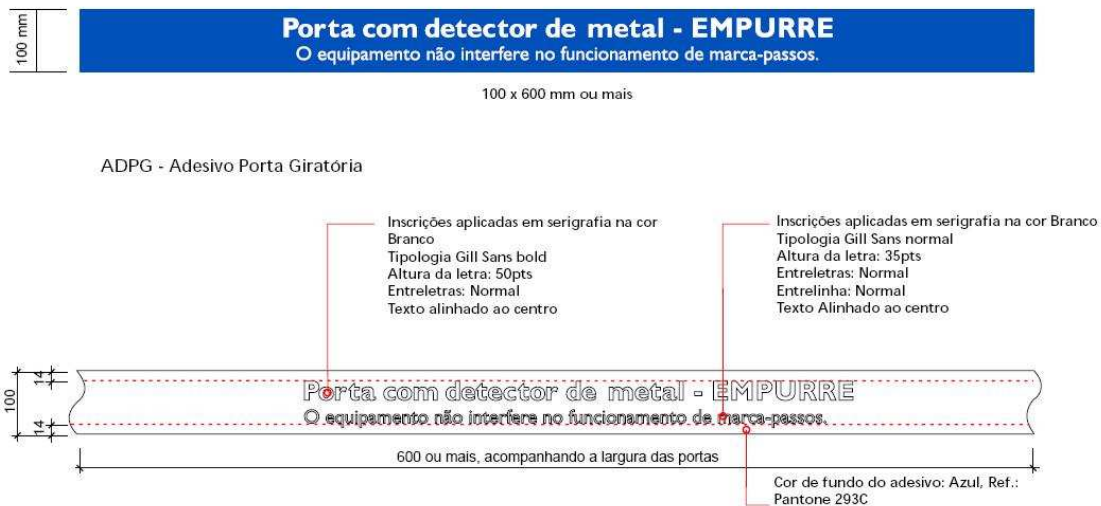 100 mm
Porta com detector de metal - EMPURRE
O equipamento não interfere no funcionamento de marca-passos.
100 x 600 mm ou mais
ADPG - Adesivo Porta Giratória
Inscrições aplicadas em serigrafia na cor
Branco
Tipologia Gill Sans bold
Altura da letra: 50pts
Entreletras: Normal
Texto alinhado ao centro
Inscrições aplicadas em serigrafia na cor Branco
Tipologia Gill Sans normal
Altura da letra: 35pts
Entreletras: Normal
Entrelinha: Normal
Texto Alinhado ao centro
100
14
14
Porta com detector de metal - EMPURRE
O equipamento não interfere no funcionamento de marca-passos.
600 ou mais, acompanhando a largura das portas
Cor de fundo do adesivo: Azul, Ref.:
Pantone 293C